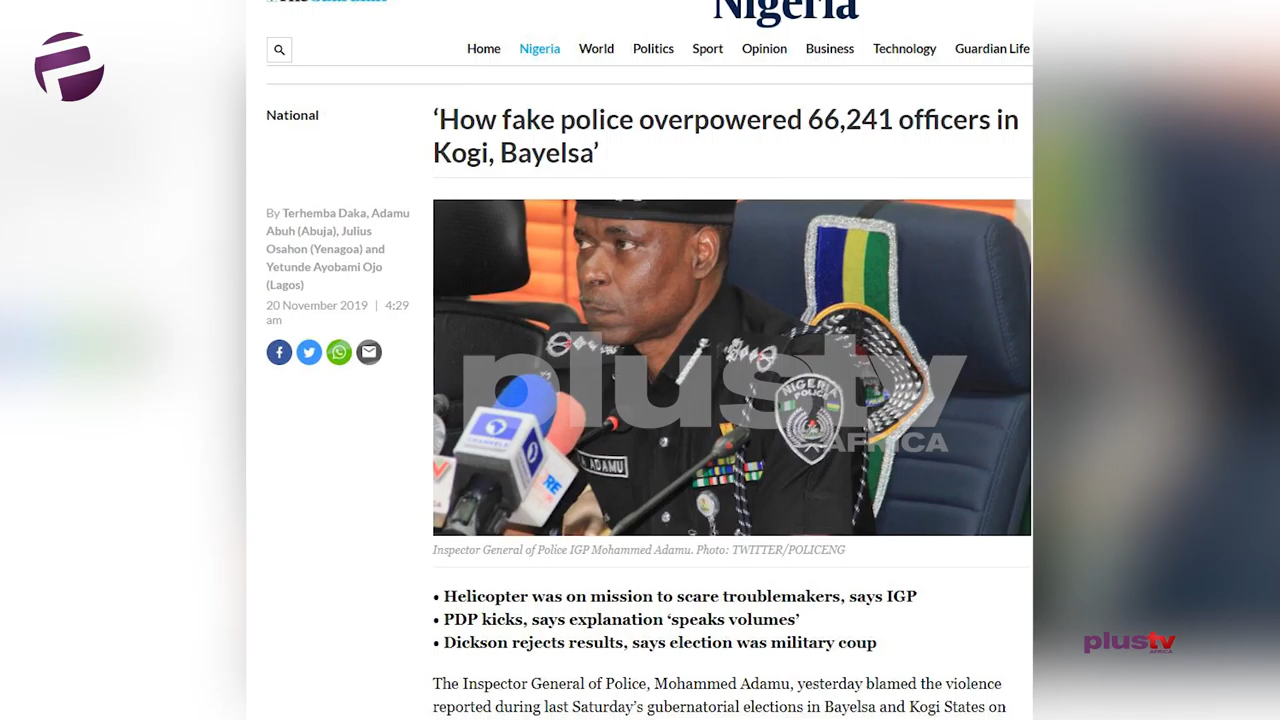 Nigeria
Home Nigeria World Politics Sport Opinion Business Technology Guardian Life
National
‘How fake police overpowered 66,241 officers in
Kogi, Bayelsa’
By Terhemba Daka, Adamu
Abuh (Abuja), Julius
Osahon (Yenagoa) and
Yetunde Ayobami Ojo
(Lagos)
20 November 2019 | 4:29
am
plustv
AFRICA
NIGERIA
POLICE
CHANNELS
ADAMU
Inspector General of Police IGP Mohammed Adamu. Photo: TWITTER/POLICENG
• Helicopter was on mission to scare troublemakers, says IGP
• PDP kicks, says explanation ‘speaks volumes’
• Dickson rejects results, says election was military coup
The Inspector General of Police, Mohammed Adamu, yesterday blamed the violence
reported during last Saturday’s gubernatorial elections in Bayelsa and Kogi States on
plustv
AFRICA